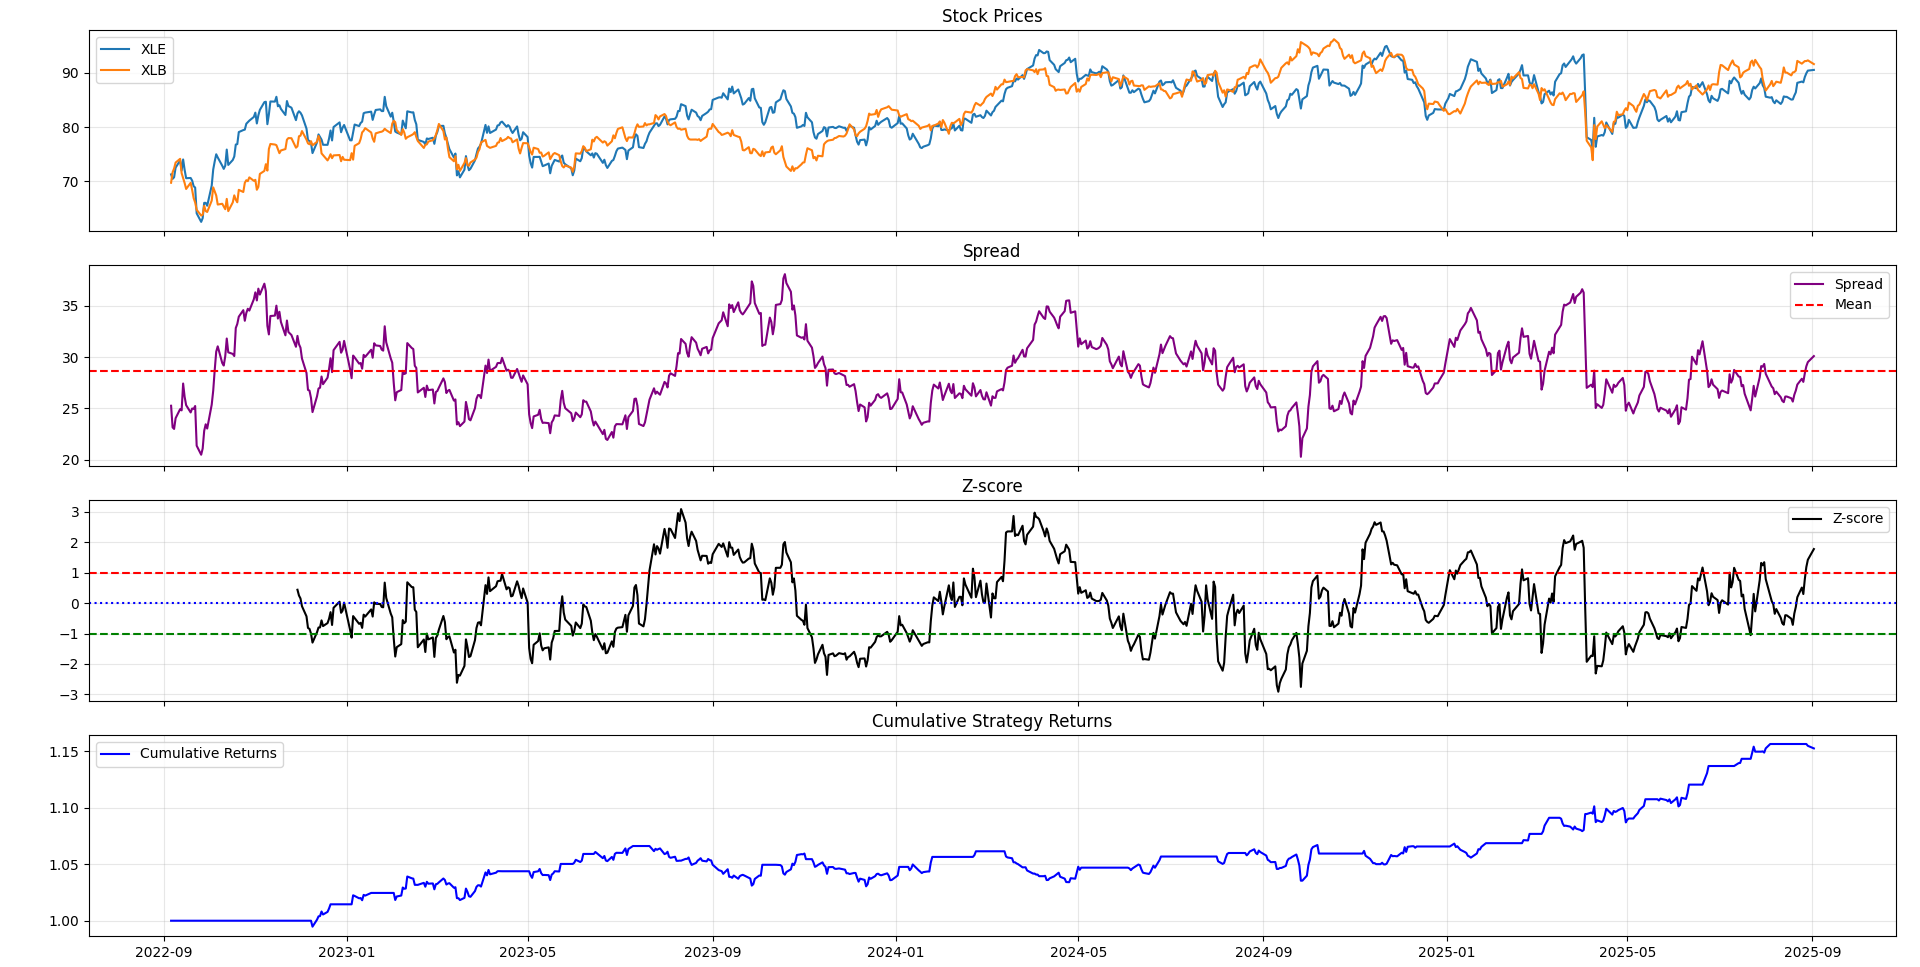 Stock Prices
XLE
XLB
90
80
70
Spread
Spread
Mean
35
30
25
20
Z-score
Z-score
3
2
1
0
−1
−2
−3
Cumulative Strategy Returns
Cumulative Returns
1.15
1.10
1.05
1.00
2022-09 2023-01 2023-05 2023-09 2024-01 2024-05 2024-09 2025-01 2025-05 2025-09